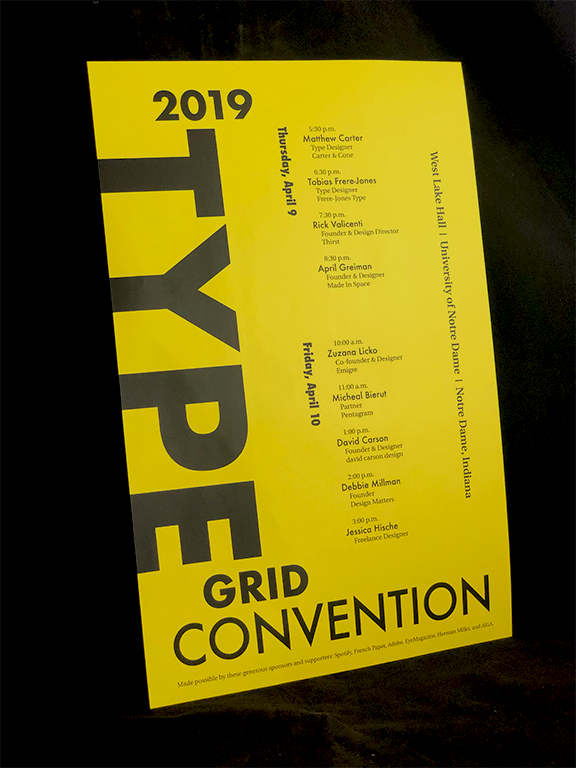 2019
TYPE
GRID
CONVENTION
Thursday, April 9
5:30 p.m.
Matthew Carter
Type Designer
Carter & Cone
6:30 p.m.
Tobias Frere-Jones
Type Designer
Frere-Jones Type
7:30 p.m.
Rick Valicenti
Founder & Design Director
Thirst
8:30 p.m.
April Greiman
Founder & Designer
Made In Space
Friday, April 10
10:00 a.m.
Zuzana Licko
Co-founder & Designer
Emigre
11:00 a.m.
Micheal Bierut
Partner
Pentagram
1:00 p.m.
David Carson
Founder & Designer
david carson design
2:00 p.m.
Debbie Millman
Founder
Design Matters
3:00 p.m.
Jessica Hische
Freelance Designer
West Lake Hall | University of Notre Dame | Notre Dame, Indiana
Made possible by these generous sponsors and supporters: Spotify, French Paper, Adobe, EyeMagazine, Herman Miller, and AIGA.